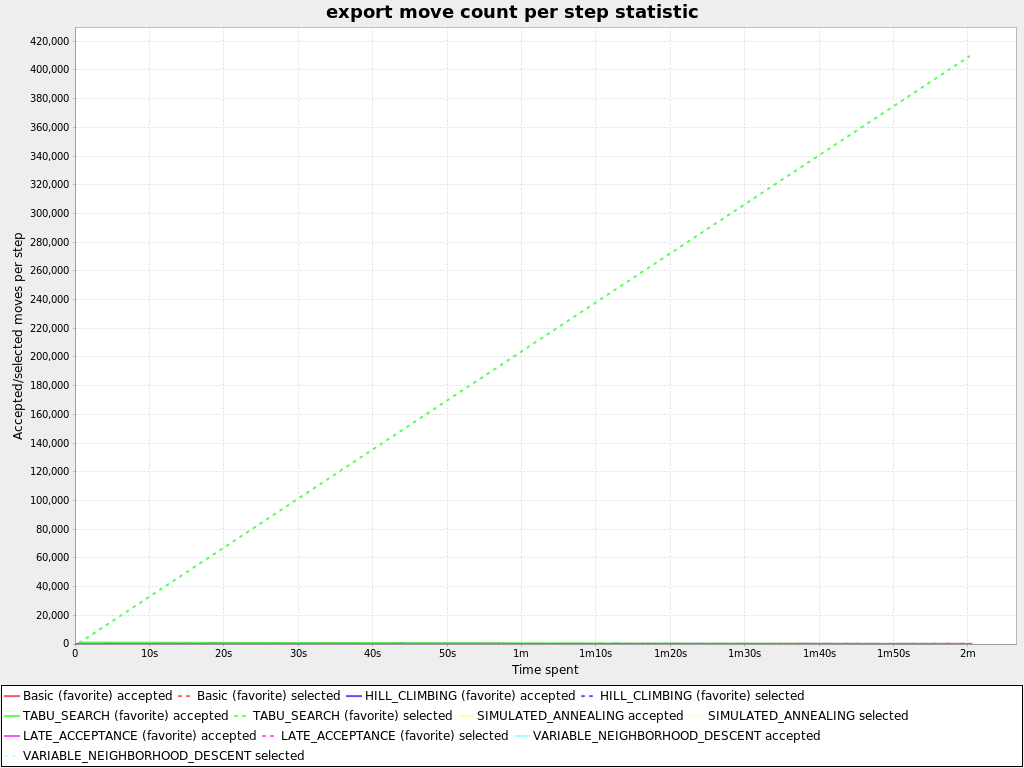 export move count per step statistic
420,000
400,000
380,000
360,000
340,000
320,000
300,000
280,000
260,000
240,000
220,000
200,000
180,000
160,000
140,000
120,000
100,000
80,000
60,000
40,000
20,000
0
Accepted/selected moves per step
0 10s 20s 30s 40s 50s 1m 1m10s 1m20s 1m30s 1m40s 1m50s 2m
Time spent
Basic (favorite) accepted Basic (favorite) selected HILL_CLIMBING (favorite) accepted HILL_CLIMBING (favorite) selected
TABU_SEARCH (favorite) accepted TABU_SEARCH (favorite) selected SIMULATED_ANNEALING accepted SIMULATED_ANNEALING selected
LATE_ACCEPTANCE (favorite) accepted LATE_ACCEPTANCE (favorite) selected VARIABLE_NEIGHBORHOOD_DESCENT accepted
VARIABLE_NEIGHBORHOOD_DESCENT selected